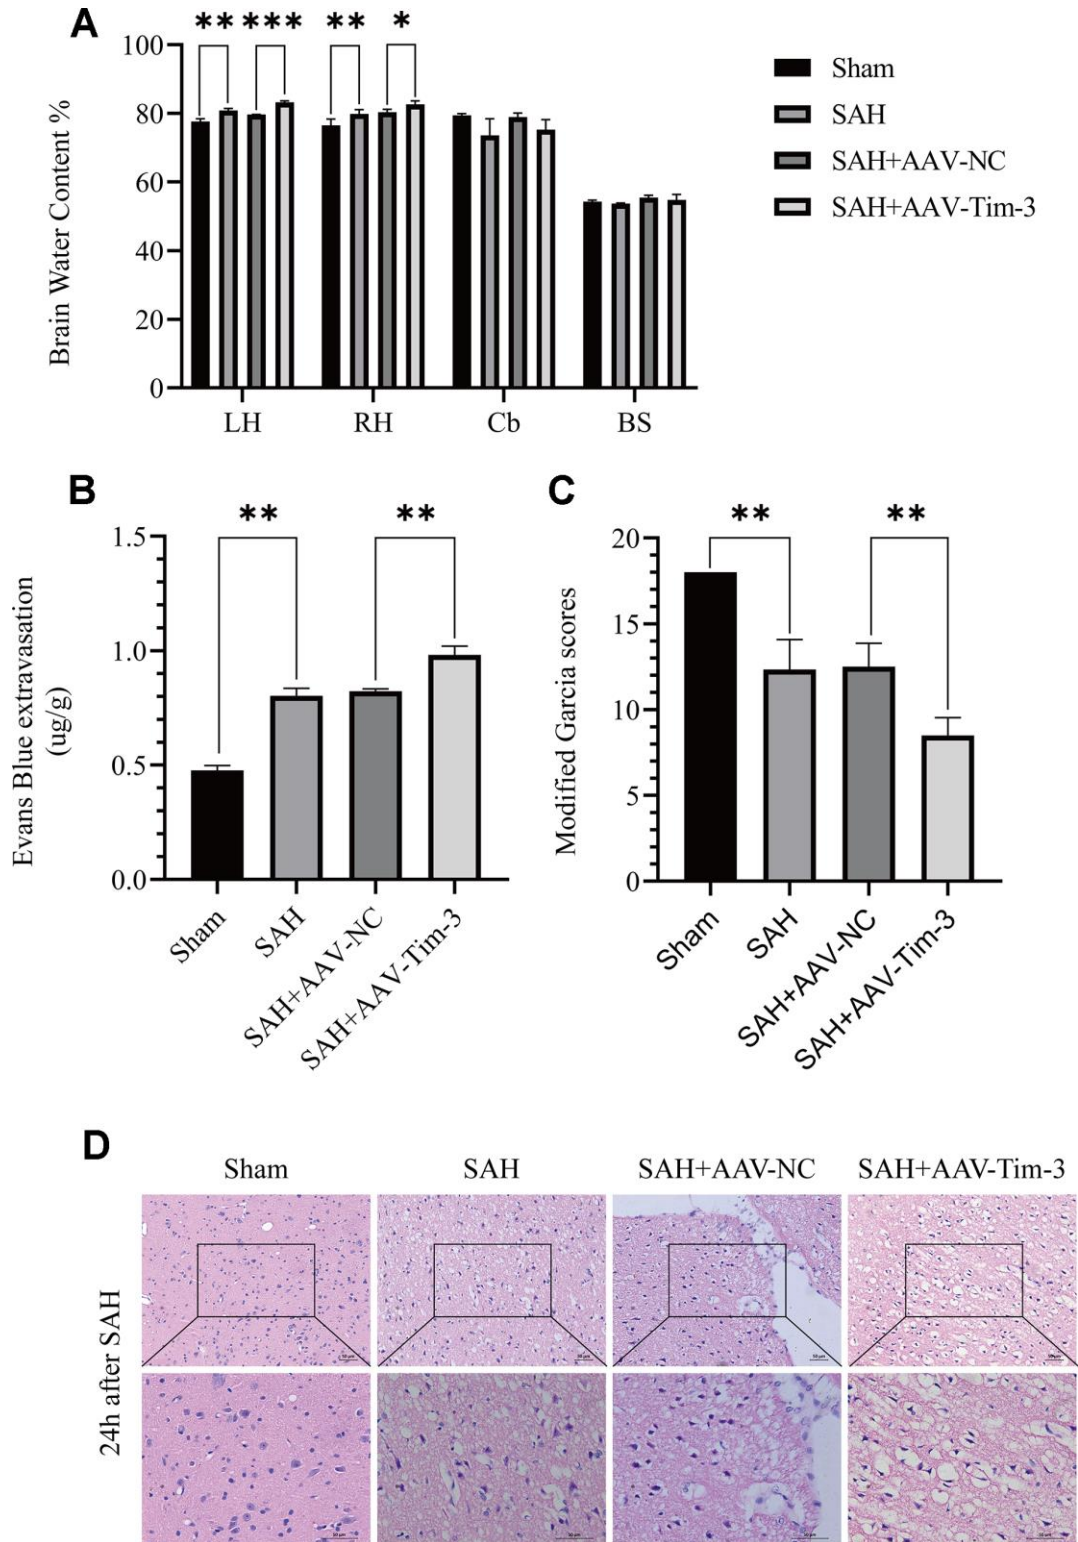 A
** *** ** *
Brain Water Content %
100
80
60
40
20
0
LH RH Cb BS
Sham
SAH
SAH+AAV-NC
SAH+AAV-Tim-3
B
** **
Evans Blue extravasation
(ug/g)
1.5
1.0
0.5
0.0
Sham
SAH
SAH+AAV-NC
SAH+AAV-Tim-3
C
** **
Modified Garcia scores
20
15
10
5
0
Sham
SAH
SAH+AAV-NC
SAH+AAV-Tim-3
D
Sham SAH SAH+AAV-NC SAH+AAV-Tim-3
24h after SAH